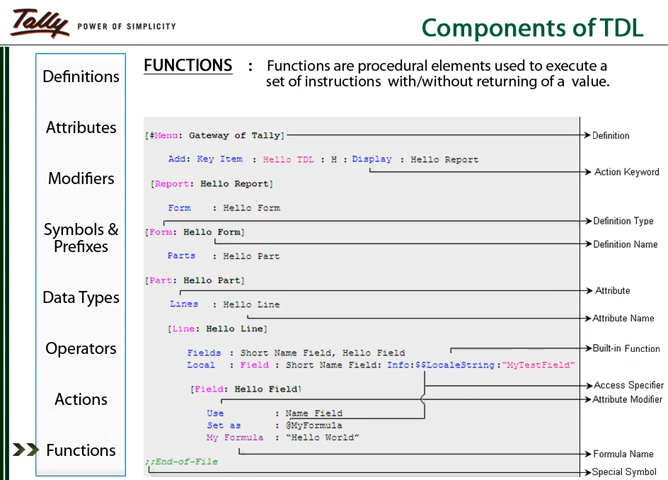 Tally POWER OF SIMPLICITY
Components of TDL
Definitions
Attributes
Modifiers
Symbols &
Prefixes
Data Types
Operators
Actions
Functions
FUNCTIONS : Functions are procedural elements used to execute a
set of instructions with/without returning of a value.
[#Menu: Gateway of Tally]
Add: Key Item : Hello TDL : H : Display : Hello Report
[Report: Hello Report]
Form : Hello Form
[Form: Hello Form]
Parts : Hello Part
[Part: Hello Part]
Lines : Hello Line
[Line: Hello Line]
Fields : Short Name Field, Hello Field
Local : Field : Short Name Field: Info:$$LocaleString:"MyTestField"
[Field: Hello Field]
Use : Name Field
Set as : @MyFormula
My Formula : "Hello World"
;;End-of-File
Definition
Action Keyword
Definition Type
Definition Name
Attribute
Attribute Name
Built-in Function
Access Specifier
Attribute Modifier
Formula Name
Special Symbol